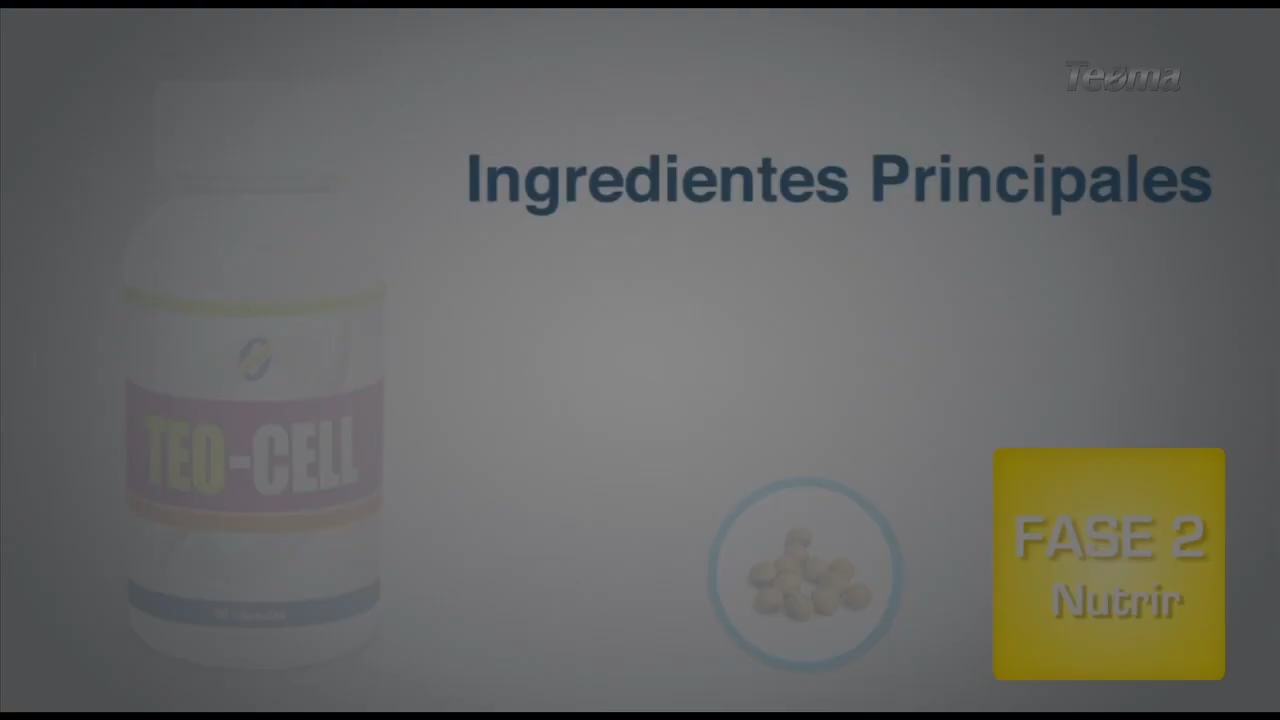 Teoma
Ingredientes Principales
TEO-CELL
FASE 2
Nutrir